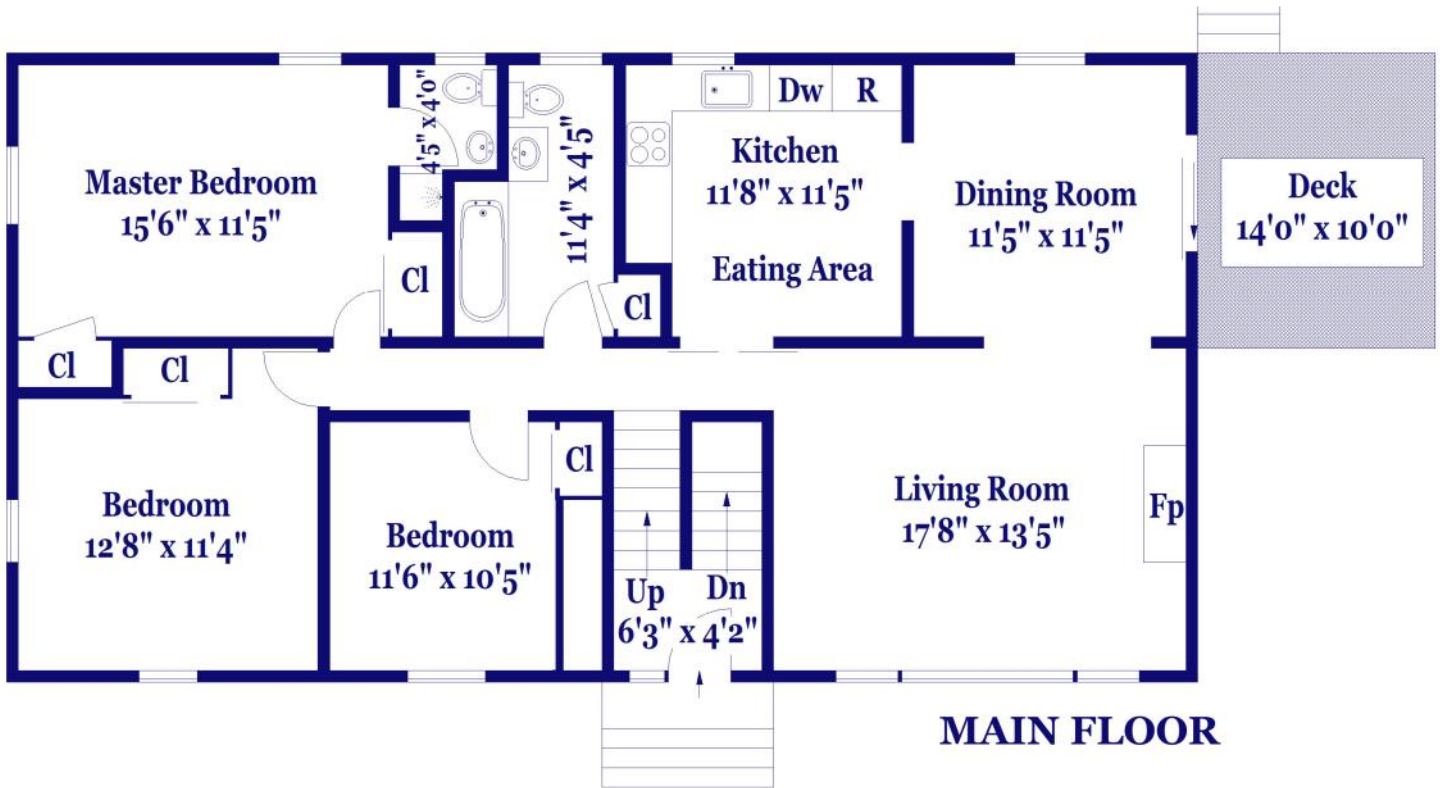 4'5" x 4'0"
Dw
R
Master Bedroom
15'6" x 11'5"
11'4" x 4'5"
Kitchen
11'8" x 11'5"
Eating Area
Dining Room
11'5" x 11'5"
Deck
14'0" x 10'0"
Cl
Cl
Cl
Cl
Cl
Bedroom
12'8" x 11'4"
Bedroom
11'6" x 10'5"
Up
Dn
6'3" x 4'2"
Living Room
17'8" x 13'5"
Fp
MAIN FLOOR